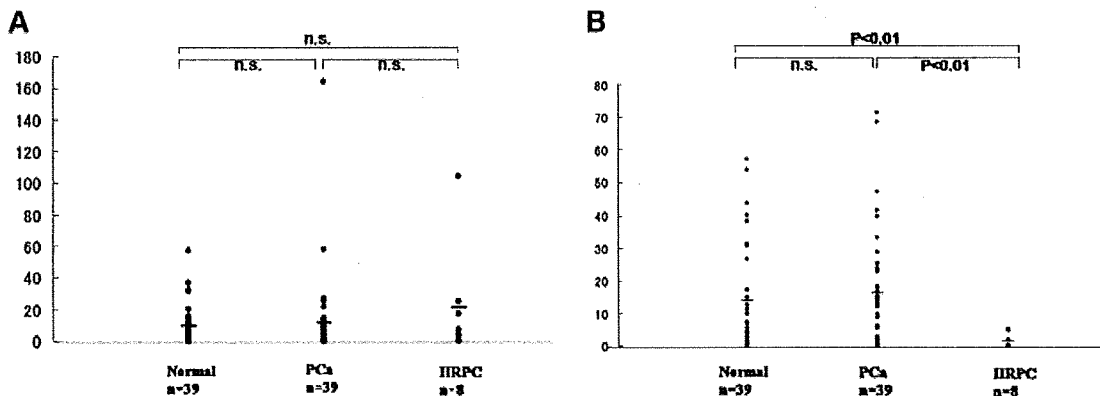 A
n.s.
n.s. n.s.
180
160
140
120
100
80
60
40
20
0
Normal PCa HRPC
n=39 n=39 n=8
B
P<0.01
n.s. P<0.01
80
70
60
50
40
30
20
10
0
Normal PCa HRPC
n=39 n=39 n=8